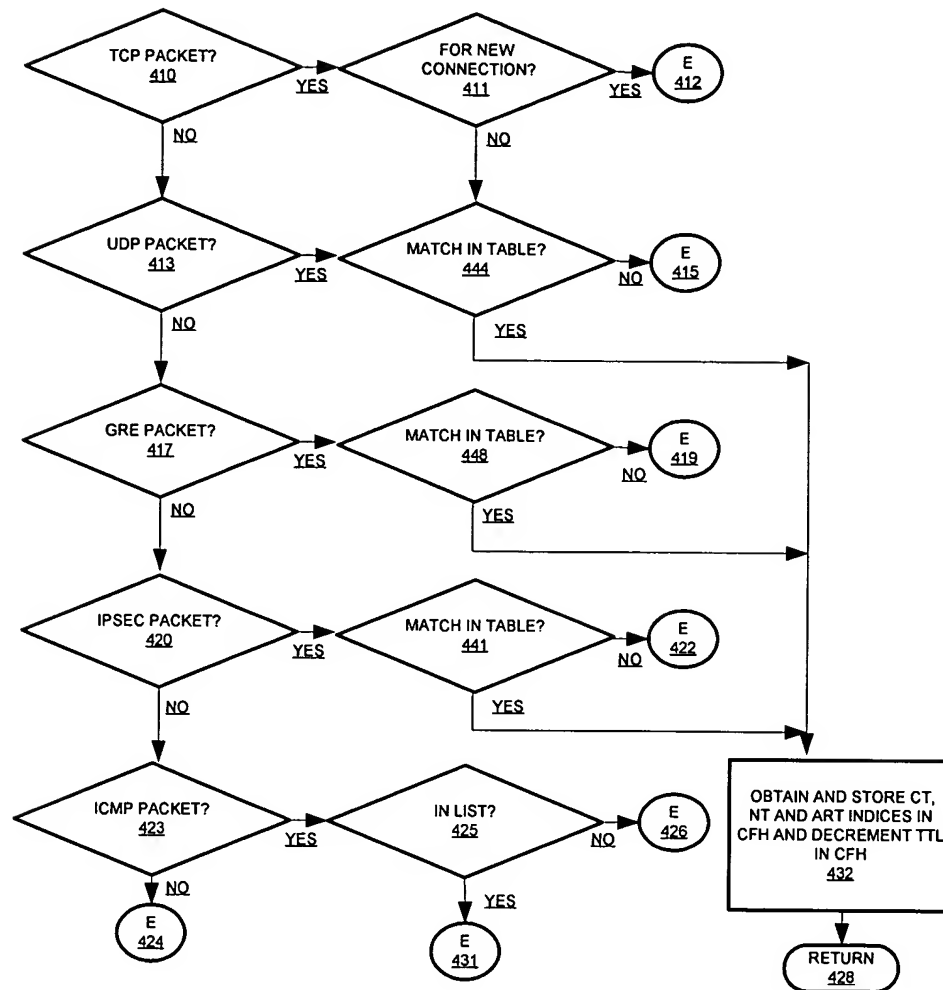 TCP PACKET?
410
YES
NO
FOR NEW
CONNECTION?
411
YES
NO
E
412
UDP PACKET?
413
YES
NO
MATCH IN TABLE?
444
NO
YES
E
415
GRE PACKET?
417
YES
NO
MATCH IN TABLE?
448
NO
YES
E
419
IPSEC PACKET?
420
YES
NO
MATCH IN TABLE?
441
NO
YES
E
422
ICMP PACKET?
423
YES
NO
IN LIST?
425
NO
YES
E
426
E
424
E
431
OBTAIN AND STORE CT,
NT AND ART INDICES IN
CFH AND DECREMENT TTL
IN CFH
432
RETURN
428